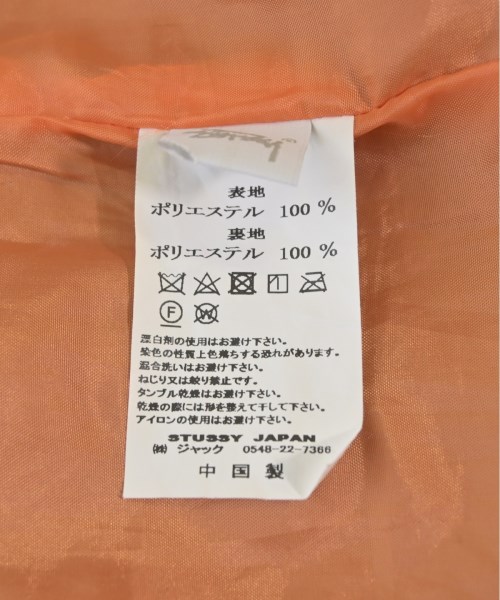 表地
ポリエステル 100 %
裏地
ポリエステル 100 %
F W
漂白剤の使用はお避け下さい。
染色の性質上色落ちする恐れがあります。
混合洗いはお避け下さい。
ねじり又は絞り禁止です。
タンブル乾燥はお避け下さい。
乾燥の際には形を整えて干して下さい。
アイロンの使用はお避け下さい。
STUSSY JAPAN
㈱ ジャック 0548-22-7366
中国製